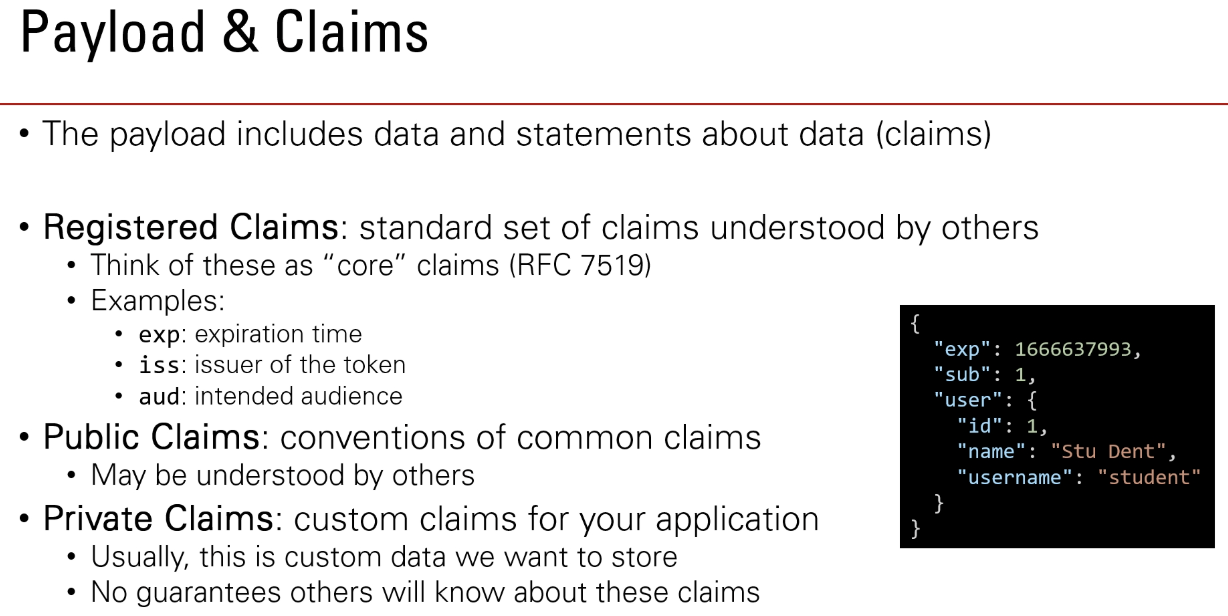 Payload & Claims
• The payload includes data and statements about data (claims)
• Registered Claims: standard set of claims understood by others
• Think of these as “core” claims (RFC 7519)
• Examples:
• exp: expiration time
• iss: issuer of the token
• aud: intended audience
• Public Claims: conventions of common claims
• May be understood by others
• Private Claims: custom claims for your application
• Usually, this is custom data we want to store
• No guarantees others will know about these claims
{
"exp": 1666637993,
"sub": 1,
"user": {
"id": 1,
"name": "Stu Dent",
"username": "student"
}
}